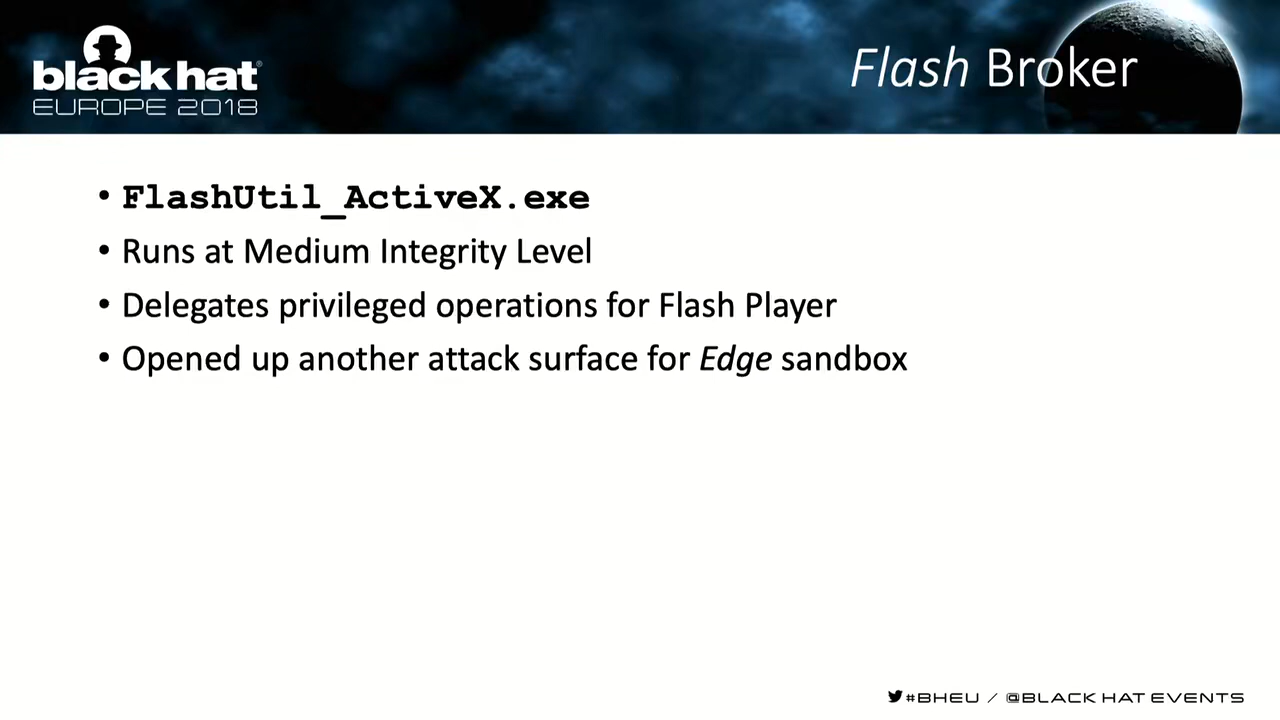 black hat®
EUROPE 2018
Flash Broker
• FlashUtil_ActiveX.exe
• Runs at Medium Integrity Level
• Delegates privileged operations for Flash Player
• Opened up another attack surface for Edge sandbox
#BHEU / @BLACK HAT EVENTS